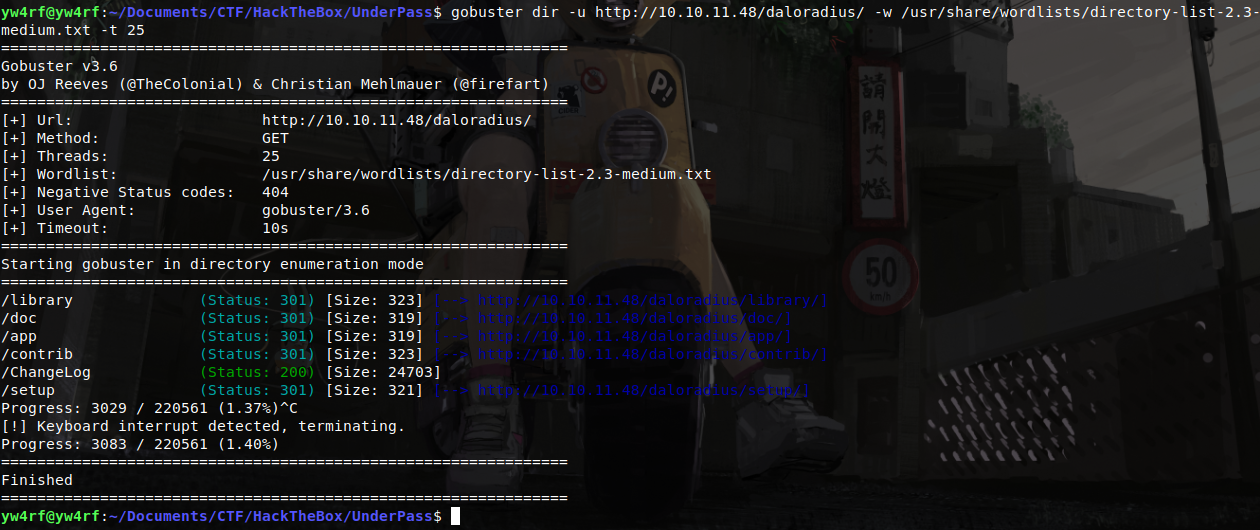 yw4rf@yw4rf:~/Documents/CTF/HackTheBox/UnderPass$ gobuster dir -u http://10.10.11.48/daloradius/ -w /usr/share/wordlists/directory-list-2.3-
medium.txt -t 25
===============================================================
Gobuster v3.6
by OJ Reeves (@TheColonial) & Christian Mehlmauer (@firefart)
===============================================================
[+] Url:                     http://10.10.11.48/daloradius/
[+] Method:                  GET
[+] Threads:                 25
[+] Wordlist:                /usr/share/wordlists/directory-list-2.3-medium.txt
[+] Negative Status codes:   404
[+] User Agent:              gobuster/3.6
[+] Timeout:                 10s
===============================================================
Starting gobuster in directory enumeration mode
===============================================================
/library              (Status: 301) [Size: 323] [--> http://10.10.11.48/daloradius/library/]
/doc                  (Status: 301) [Size: 319] [--> http://10.10.11.48/daloradius/doc/]
/app                  (Status: 301) [Size: 319] [--> http://10.10.11.48/daloradius/app/]
/contrib              (Status: 301) [Size: 323] [--> http://10.10.11.48/daloradius/contrib/]
/ChangeLog            (Status: 200) [Size: 24703]
/setup                (Status: 301) [Size: 321] [--> http://10.10.11.48/daloradius/setup/]
Progress: 3029 / 220561 (1.37%)^C
[!] Keyboard interrupt detected, terminating.
Progress: 3083 / 220561 (1.40%)
===============================================================
Finished
===============================================================
yw4rf@yw4rf:~/Documents/CTF/HackTheBox/UnderPass$
P!
請開大燈
50
km/h